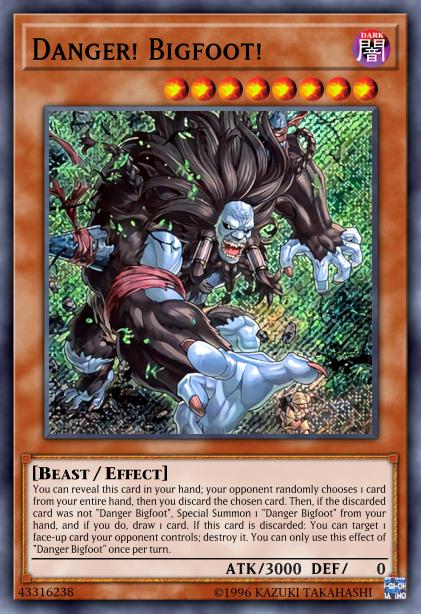 DANGER! BIGFOOT!
DARK
闇
[BEAST / EFFECT]
You can reveal this card in your hand; your opponent randomly chooses 1 card
from your entire hand, then you discard the chosen card. Then, if the discarded
card was not "Danger Bigfoot", Special Summon 1 "Danger Bigfoot" from your
hand, and if you do, draw 1 card. If this card is discarded: You can target 1
face-up card your opponent controls; destroy it. You can only use this effect of
"Danger Bigfoot" once per turn.
ATK/3000 DEF/ 0
43316238
©1996 KAZUKI TAKAHASHI